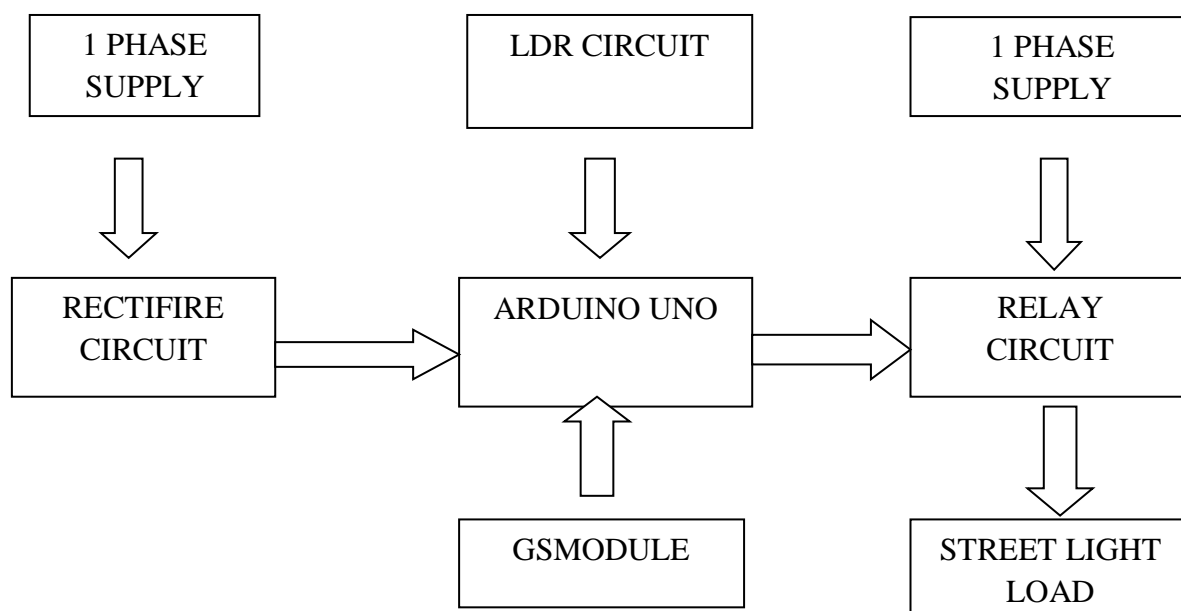 1 PHASE
SUPPLY
LDR CIRCUIT
1 PHASE
SUPPLY
RECTIFIRE
CIRCUIT
ARDUINO UNO
RELAY
CIRCUIT
GSMODULE
STREET LIGHT
LOAD